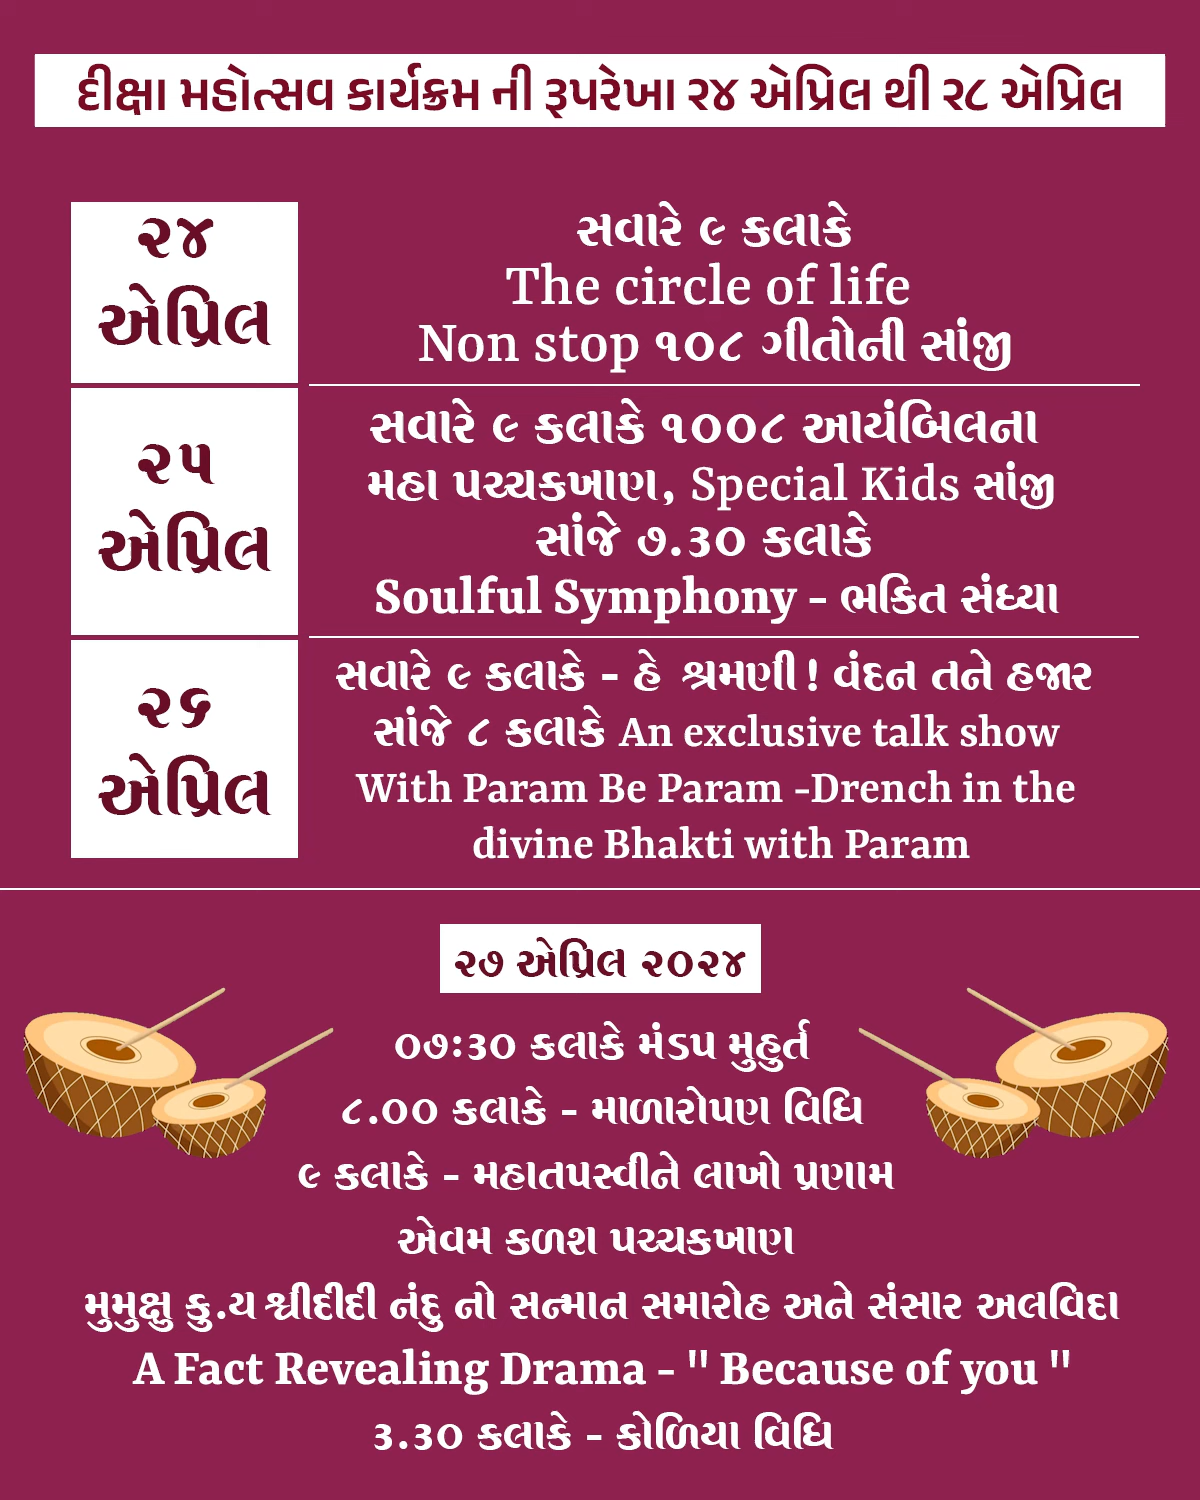 દીક્ષા મહોત્સવ કાર્યક્રમ ની રૂપરેખા ૨૪ એપ્રિલ થી ૨૮ એપ્રિલ
૨૪
એપ્રિલ
સવારે ૯ કલાકે
The circle of life
Non stop ૧૦૮ ગીતોની સાંજી
૨૫
એપ્રિલ
સવારે ૯ કલાકે ૧૦૦૮ આયંબિલના
મહા પચ્ચકખાણ, Special Kids સાંજી
સાંજે ૭.૩૦ કલાકે
Soulful Symphony - ભકિત સંધ્યા
૨૬
એપ્રિલ
સવારે ૯ કલાકે - હે શ્રમણી! વંદન તને હજાર
સાંજે ૮ કલાકે An exclusive talk show
With Param Be Param -Drench in the
divine Bhakti with Param
૨૭ એપ્રિલ ૨૦૨૪
૦૭:૩૦ કલાકે મંડપ મુહુર્ત
૮.૦૦ કલાકે - માળારોપણ વિધિ
૯ કલાકે - મહાતપસ્વીને લાખો પ્રણામ
એવમ કળશ પચ્ચકખાણ
મુમુક્ષુ કુ.ય શ્રીદીદી નંદુ નો સન્માન સમારોહ અને સંસાર અલવિદા
A Fact Revealing Drama - " Because of you "
૩.૩૦ કલાકે - કોળિયા વિધિ